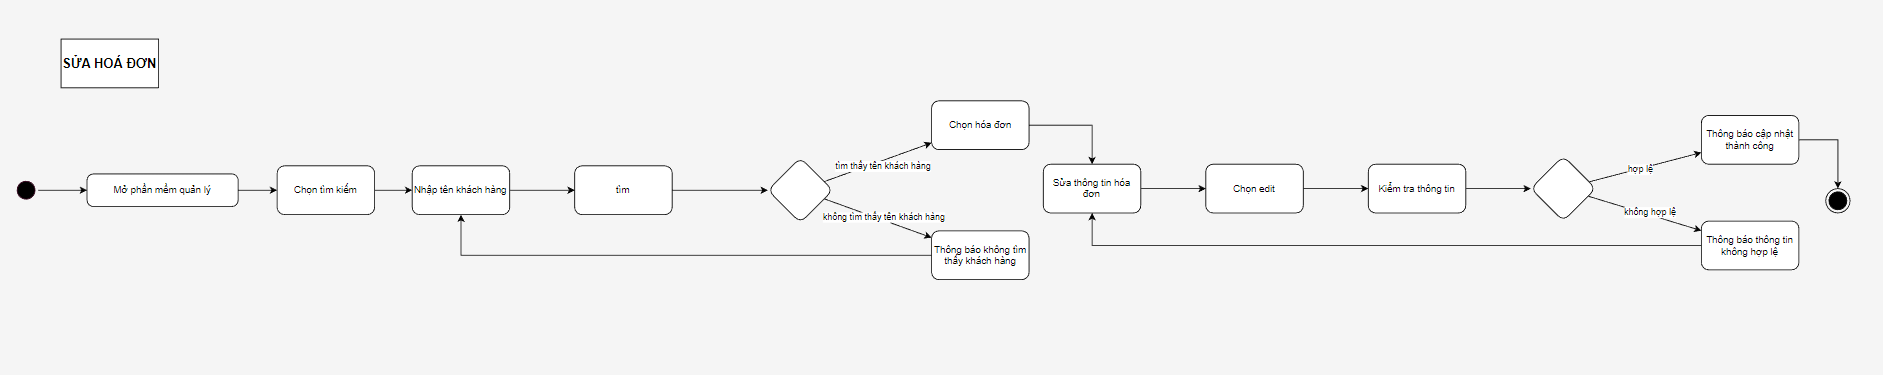 SỬA HOÁ ĐƠN
Mở phần mềm quản lý
Chọn tìm kiếm
Nhập tên khách hàng
tìm
tìm thấy tên khách hàng
không tìm thấy tên khách hàng
Chọn hóa đơn
Thông báo không tìm
thấy khách hàng
Sửa thông tin hóa
đơn
Chọn edit
Kiểm tra thông tin
hợp lệ
không hợp lệ
Thông báo cập nhật
thành công
Thông báo thông tin
không hợp lệ